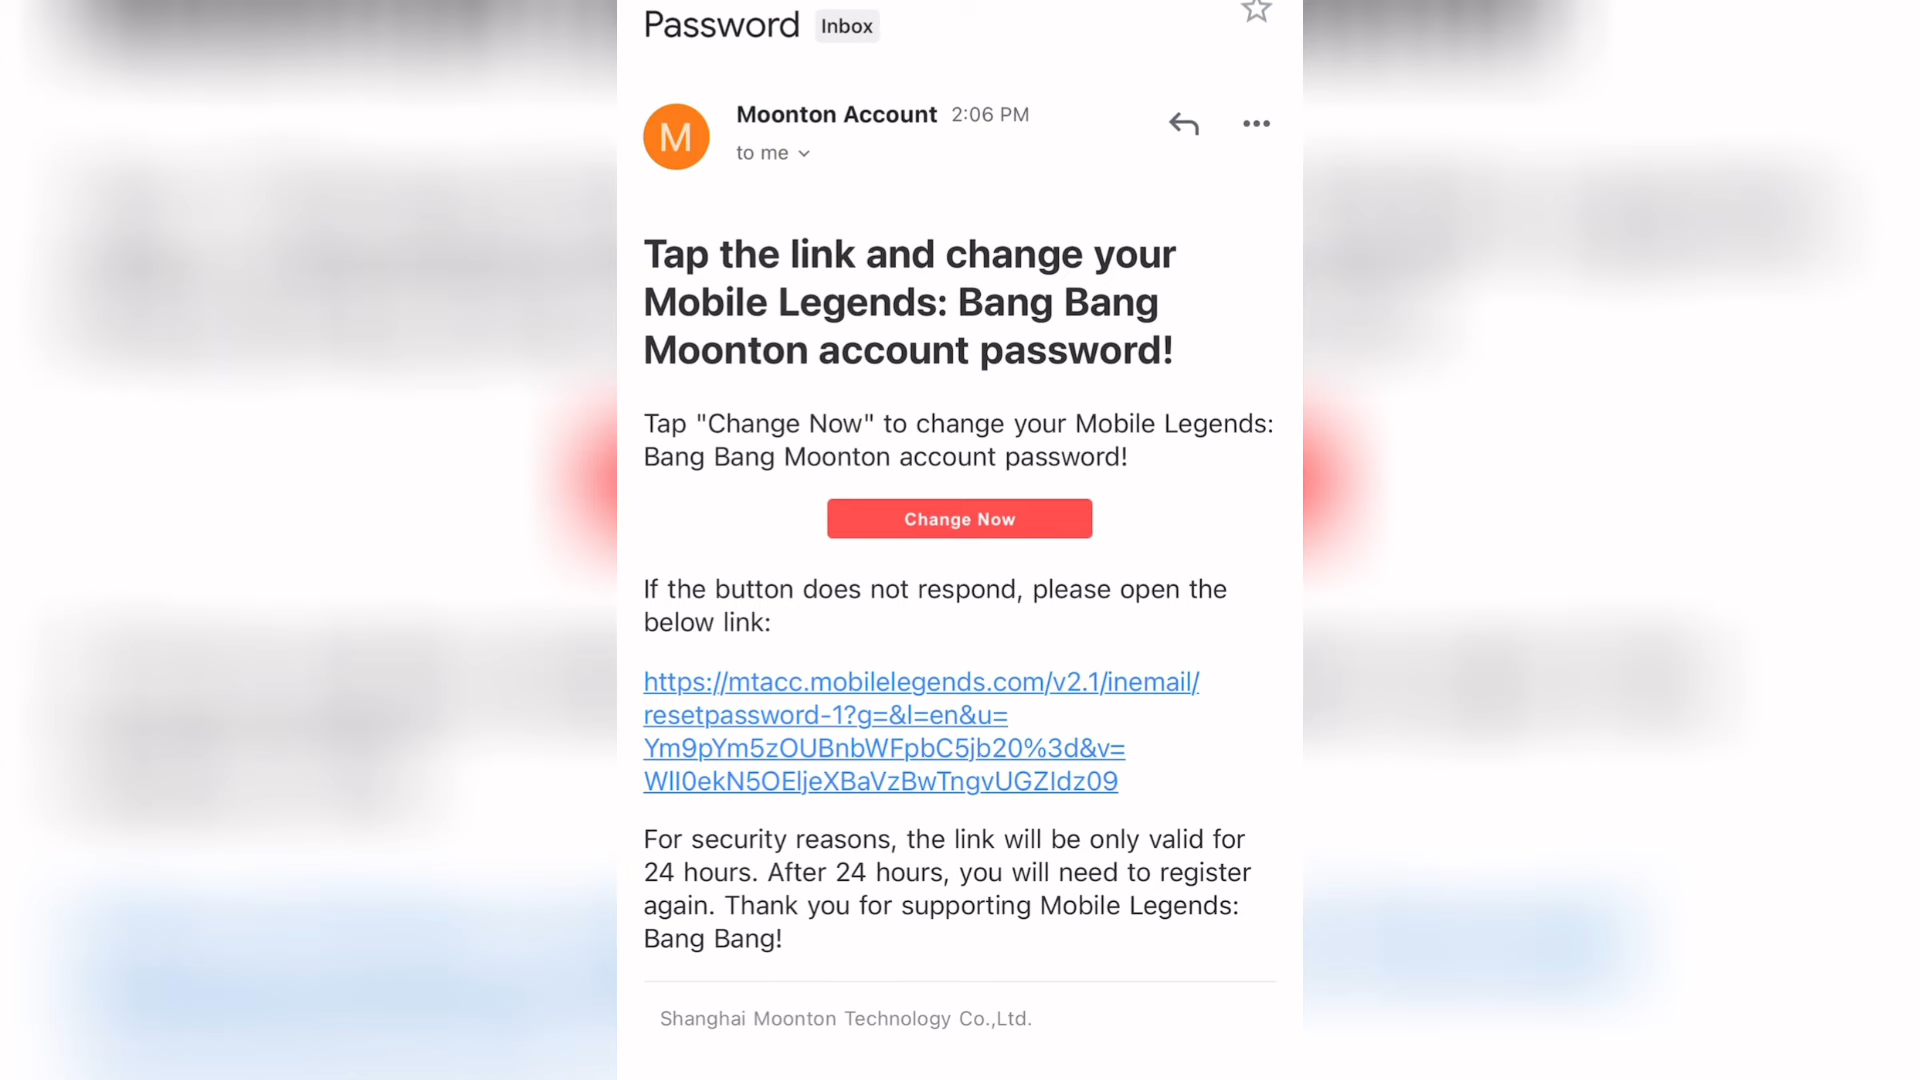 Password Inbox
Moonton Account 2:06 PM
to me
M
Tap the link and change your
Mobile Legends: Bang Bang
Moonton account password!
Tap "Change Now" to change your Mobile Legends:
Bang Bang Moonton account password!
Change Now
If the button does not respond, please open the
below link:
https://mtacc.mobilelegends.com/v2.1/inemail/
resetpassword-1?g=&l=en&u=
Ym9pYm5zOUBnbWFpbC5jb20%3d&v=
WlI0ekN5OEljeXBaVzBwTngvUGZIdz09
For security reasons, the link will be only valid for
24 hours. After 24 hours, you will need to register
again. Thank you for supporting Mobile Legends:
Bang Bang!
Shanghai Moonton Technology Co.,Ltd.